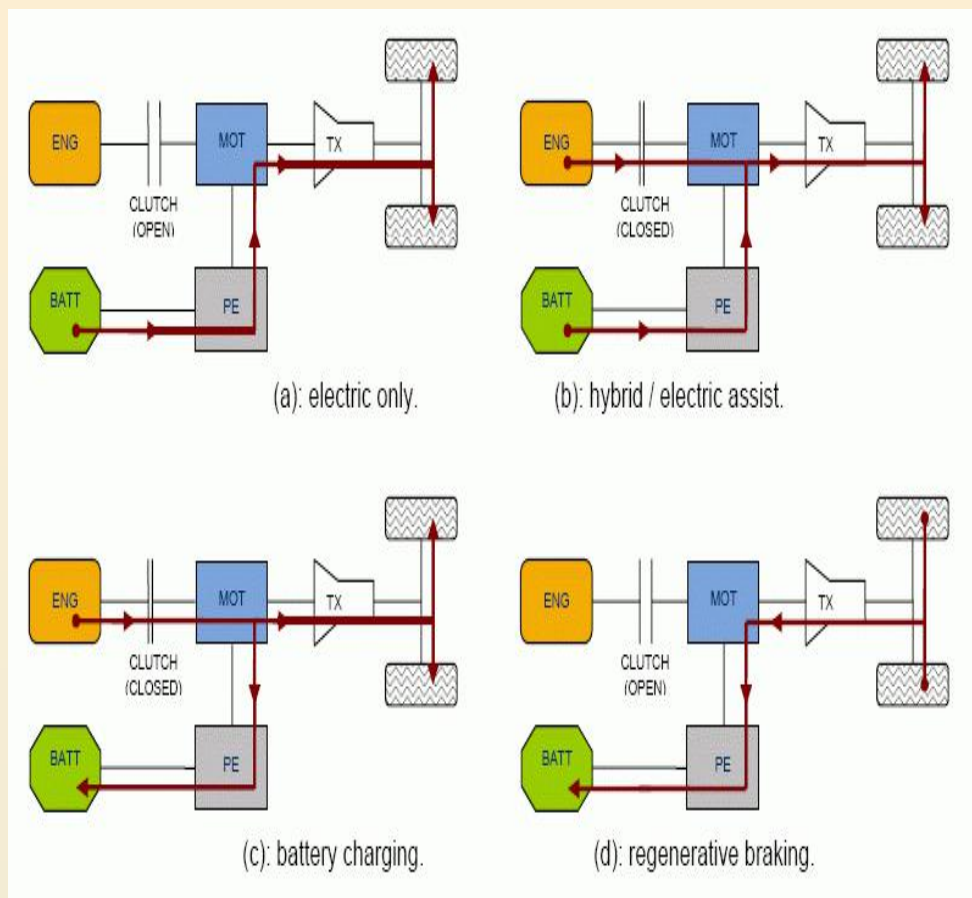 ENG
MOT
TX
CLUTCH
(OPEN)
BATT
PE
(a): electric only.
ENG
MOT
TX
CLUTCH
(CLOSED)
BATT
PE
(b): hybrid / electric assist.
ENG
MOT
TX
CLUTCH
(CLOSED)
BATT
PE
(c): battery charging.
ENG
MOT
TX
CLUTCH
(OPEN)
BATT
PE
(d): regenerative braking.